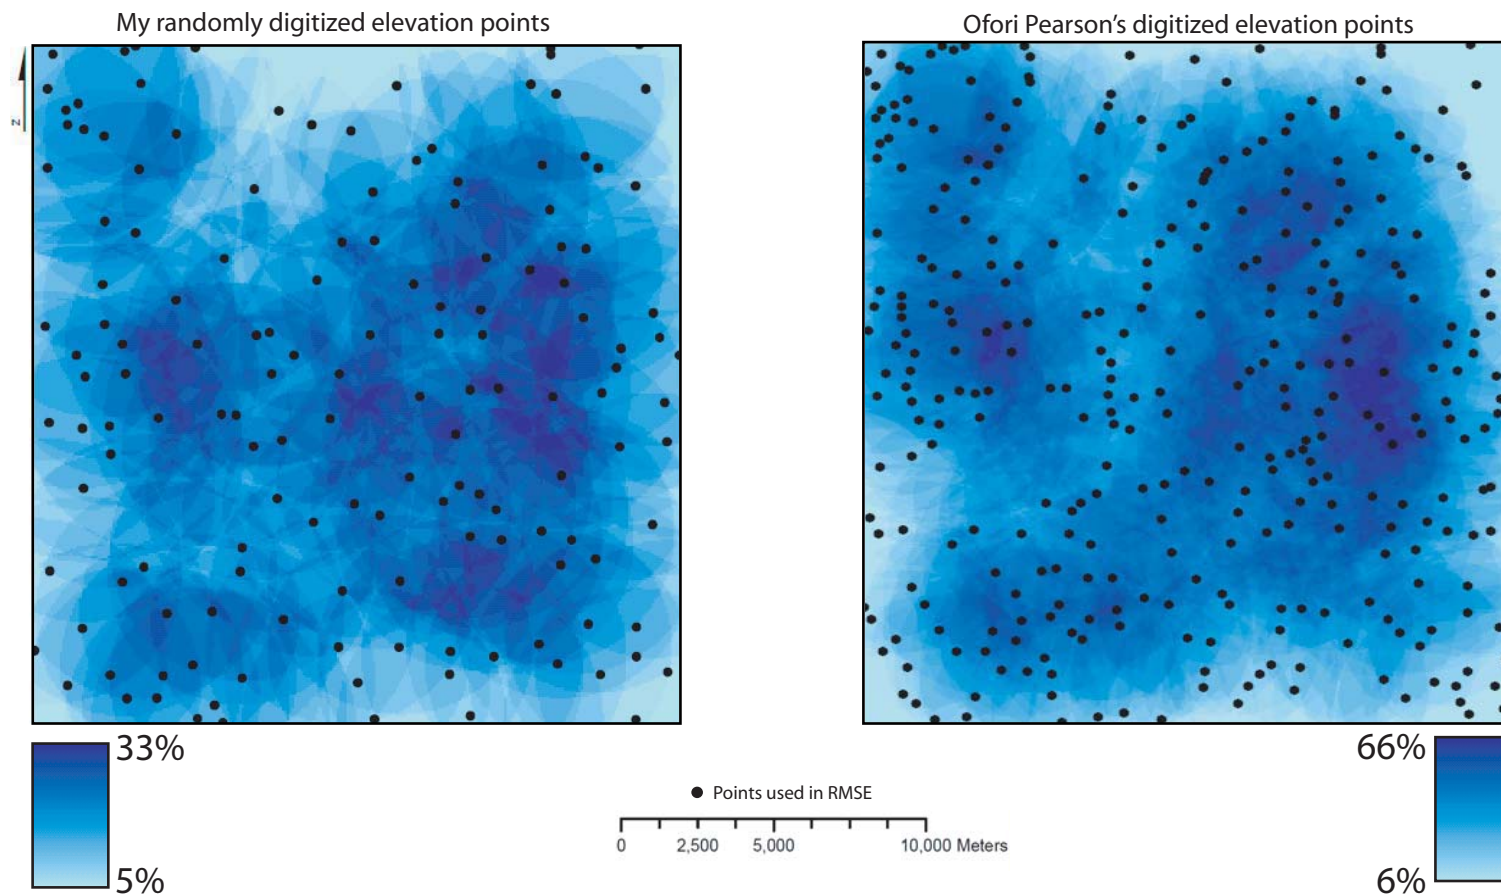 My randomly digitized elevation points
Ofori Pearson's digitized elevation points
N
33%
5%
Points used in RMSE
0 2,500 5,000 10,000 Meters
66%
6%